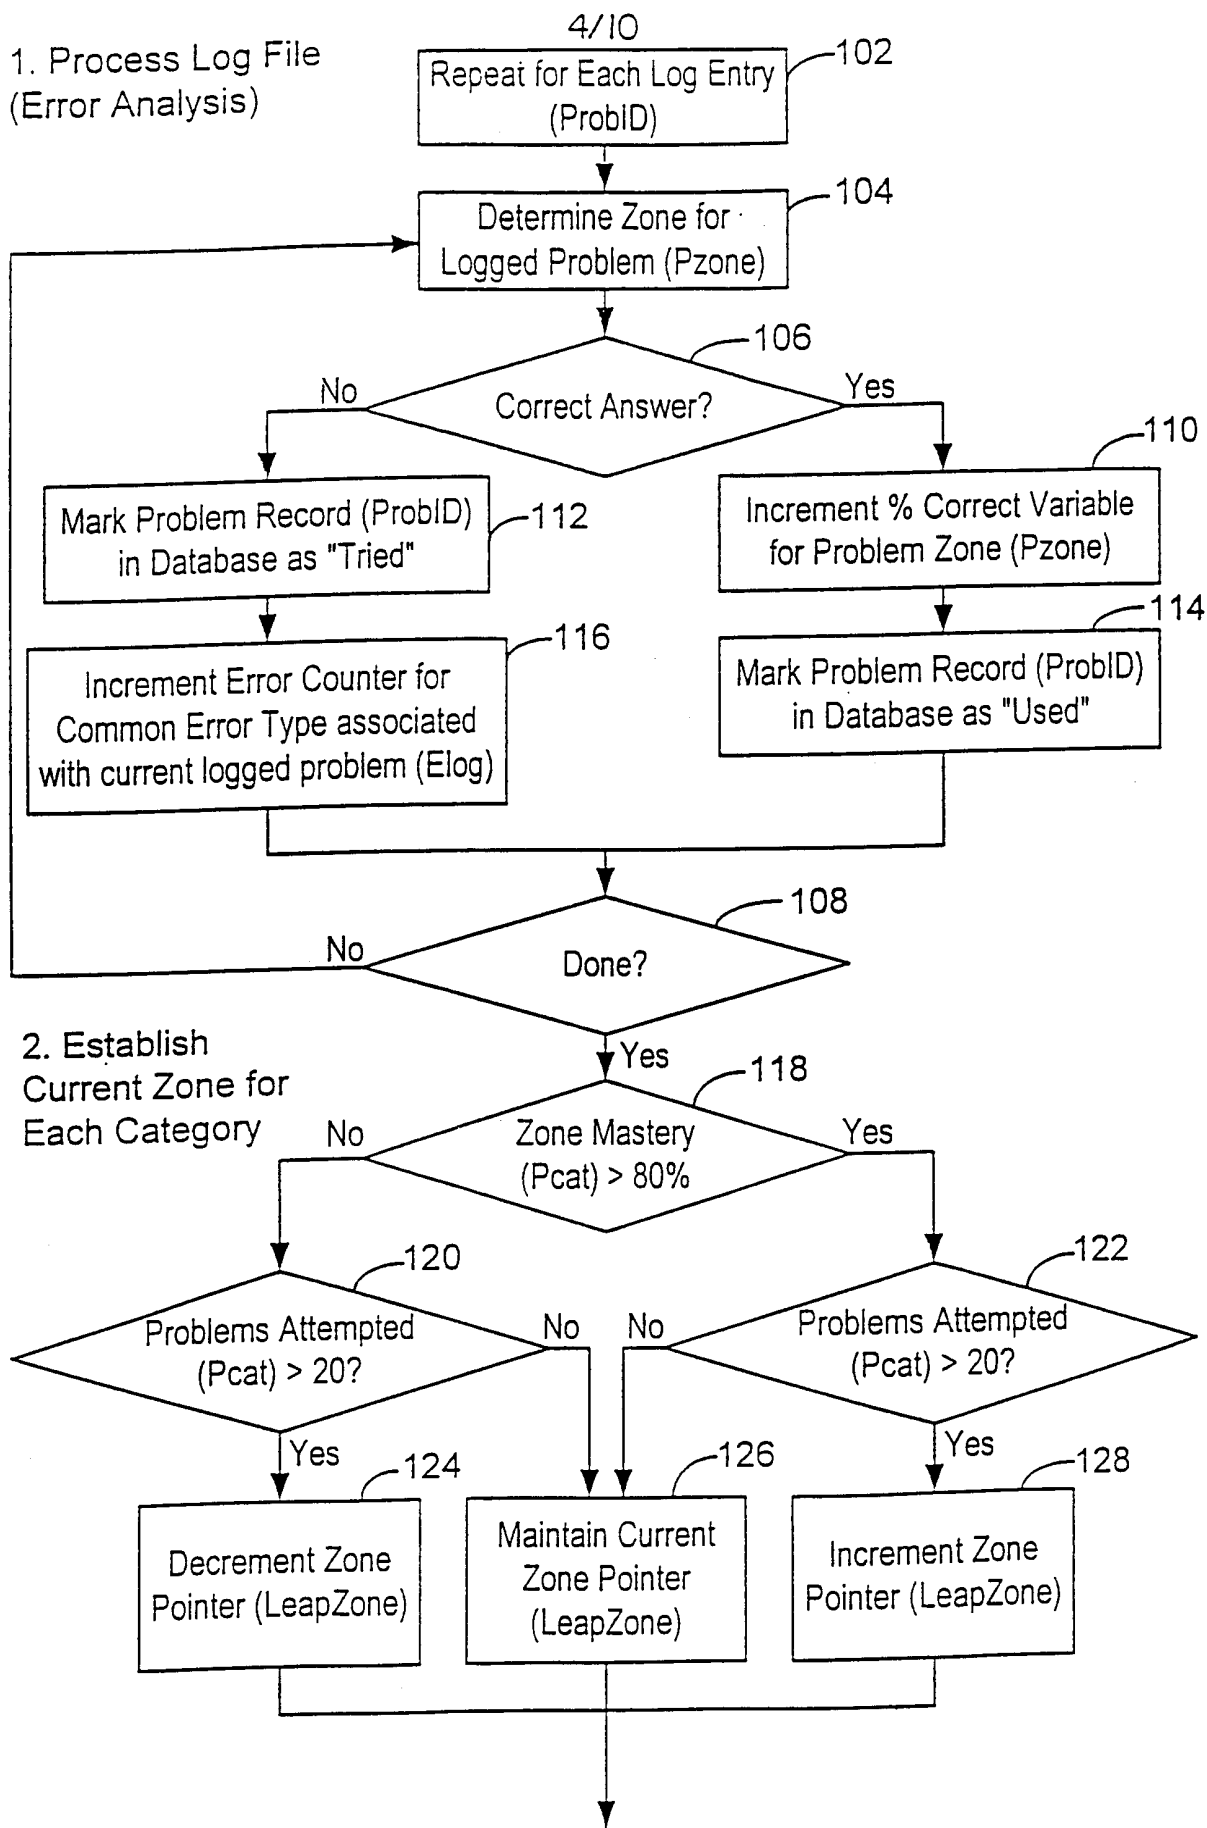 4/10
1. Process Log File
(Error Analysis)
Repeat for Each Log Entry
(ProbID)
102
Determine Zone for
Logged Problem (Pzone)
104
Correct Answer?
106
No
Yes
Mark Problem Record (ProbID)
in Database as "Tried"
112
Increment % Correct Variable
for Problem Zone (Pzone)
110
Increment Error Counter for
Common Error Type associated
with current logged problem (Elog)
116
Mark Problem Record (ProbID)
in Database as "Used"
114
Done?
108
No
Yes
2. Establish
Current Zone for
Each Category
Zone Mastery
(Pcat) > 80%
118
No
Yes
Problems Attempted
(Pcat) > 20?
120
No
Yes
Problems Attempted
(Pcat) > 20?
122
No
Yes
Decrement Zone
Pointer (LeapZone)
124
Maintain Current
Zone Pointer
(LeapZone)
126
Increment Zone
Pointer (LeapZone)
128